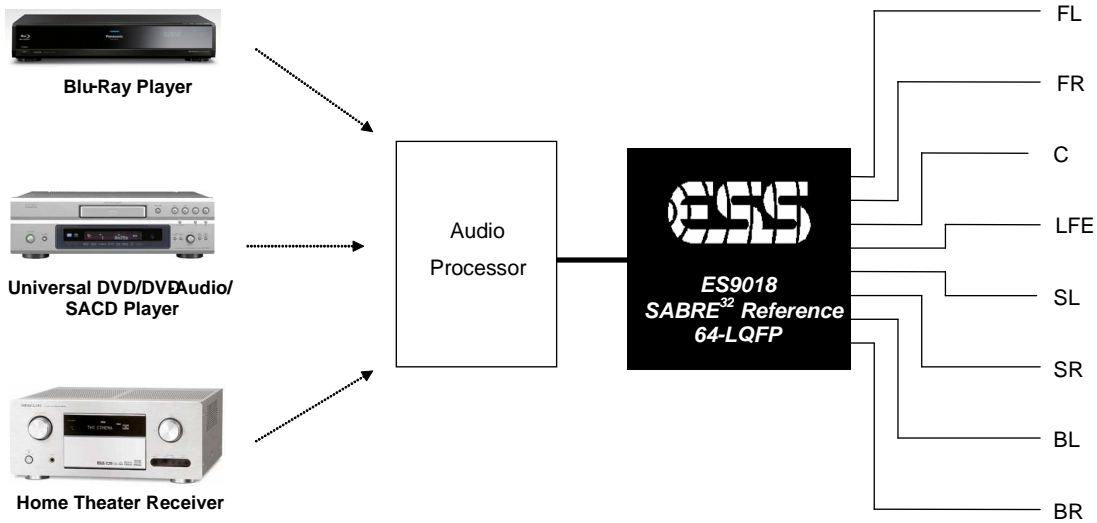 Blu-Ray Player
Universal DVD/DVD-Audio/
SACD Player
Home Theater Receiver
Audio
Processor
ESS
ES9018
SABRE32 Reference
64-LQFP
FL
FR
C
LFE
SL
SR
BL
BR